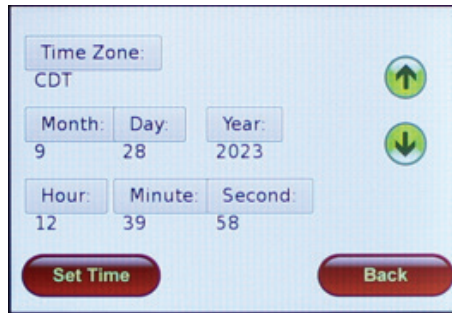 Time Zone:
CDT
Month: Day: Year:
9 28 2023
Hour: Minute: Second:
12 39 58
Set Time Back